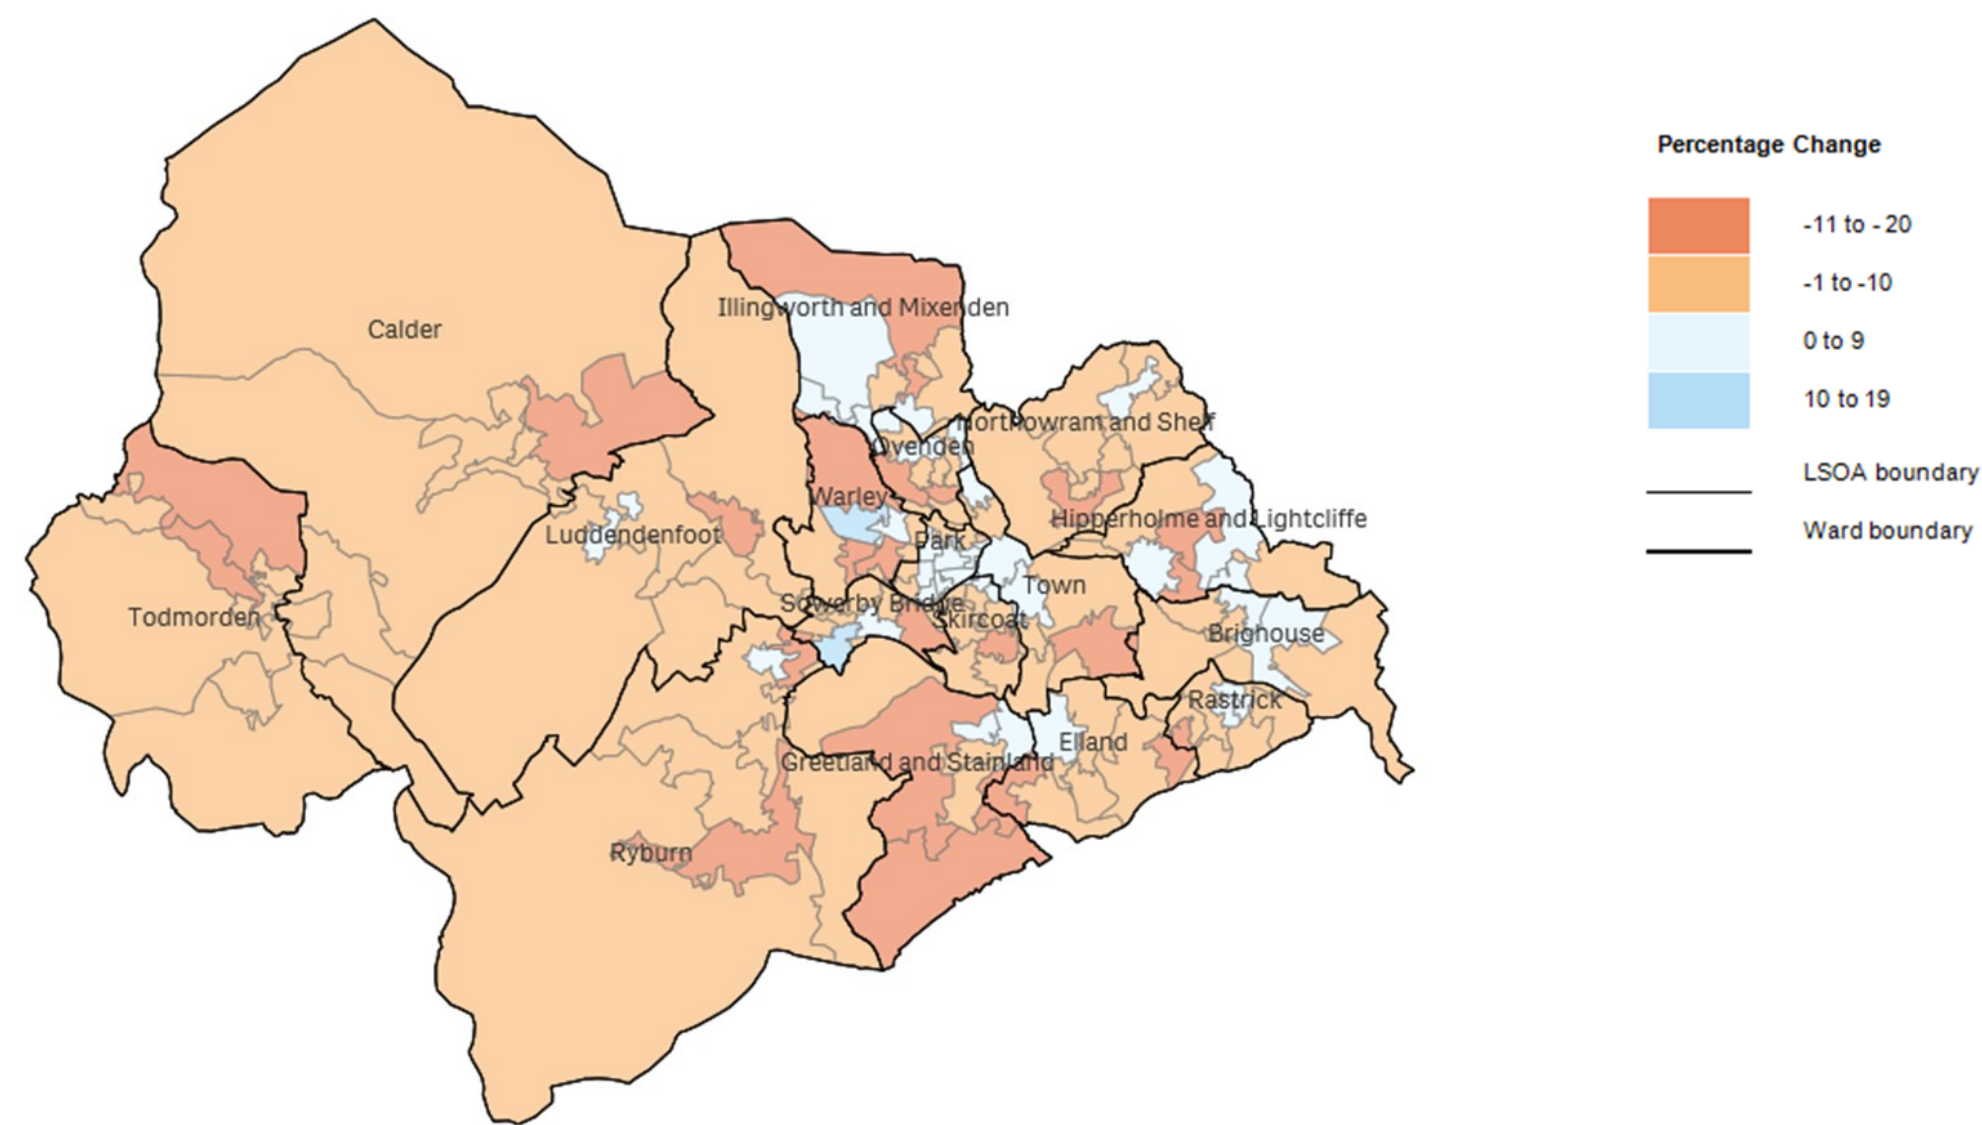 Percentage Change
-11 to - 20
-1 to -10
0 to 9
10 to 19
LSOA boundary
Ward boundary
Illingworth and Mixenden
Calder
Northowram and Shelf
Ovenden
Warley
Hipperholme and Lightcliffe
Luddendenfoot
Park
Town
Sowerby Bridge
Todmorden
Skircoat
Brighouse
Rastrick
Elland
Greetland and Stainland
Ryburn